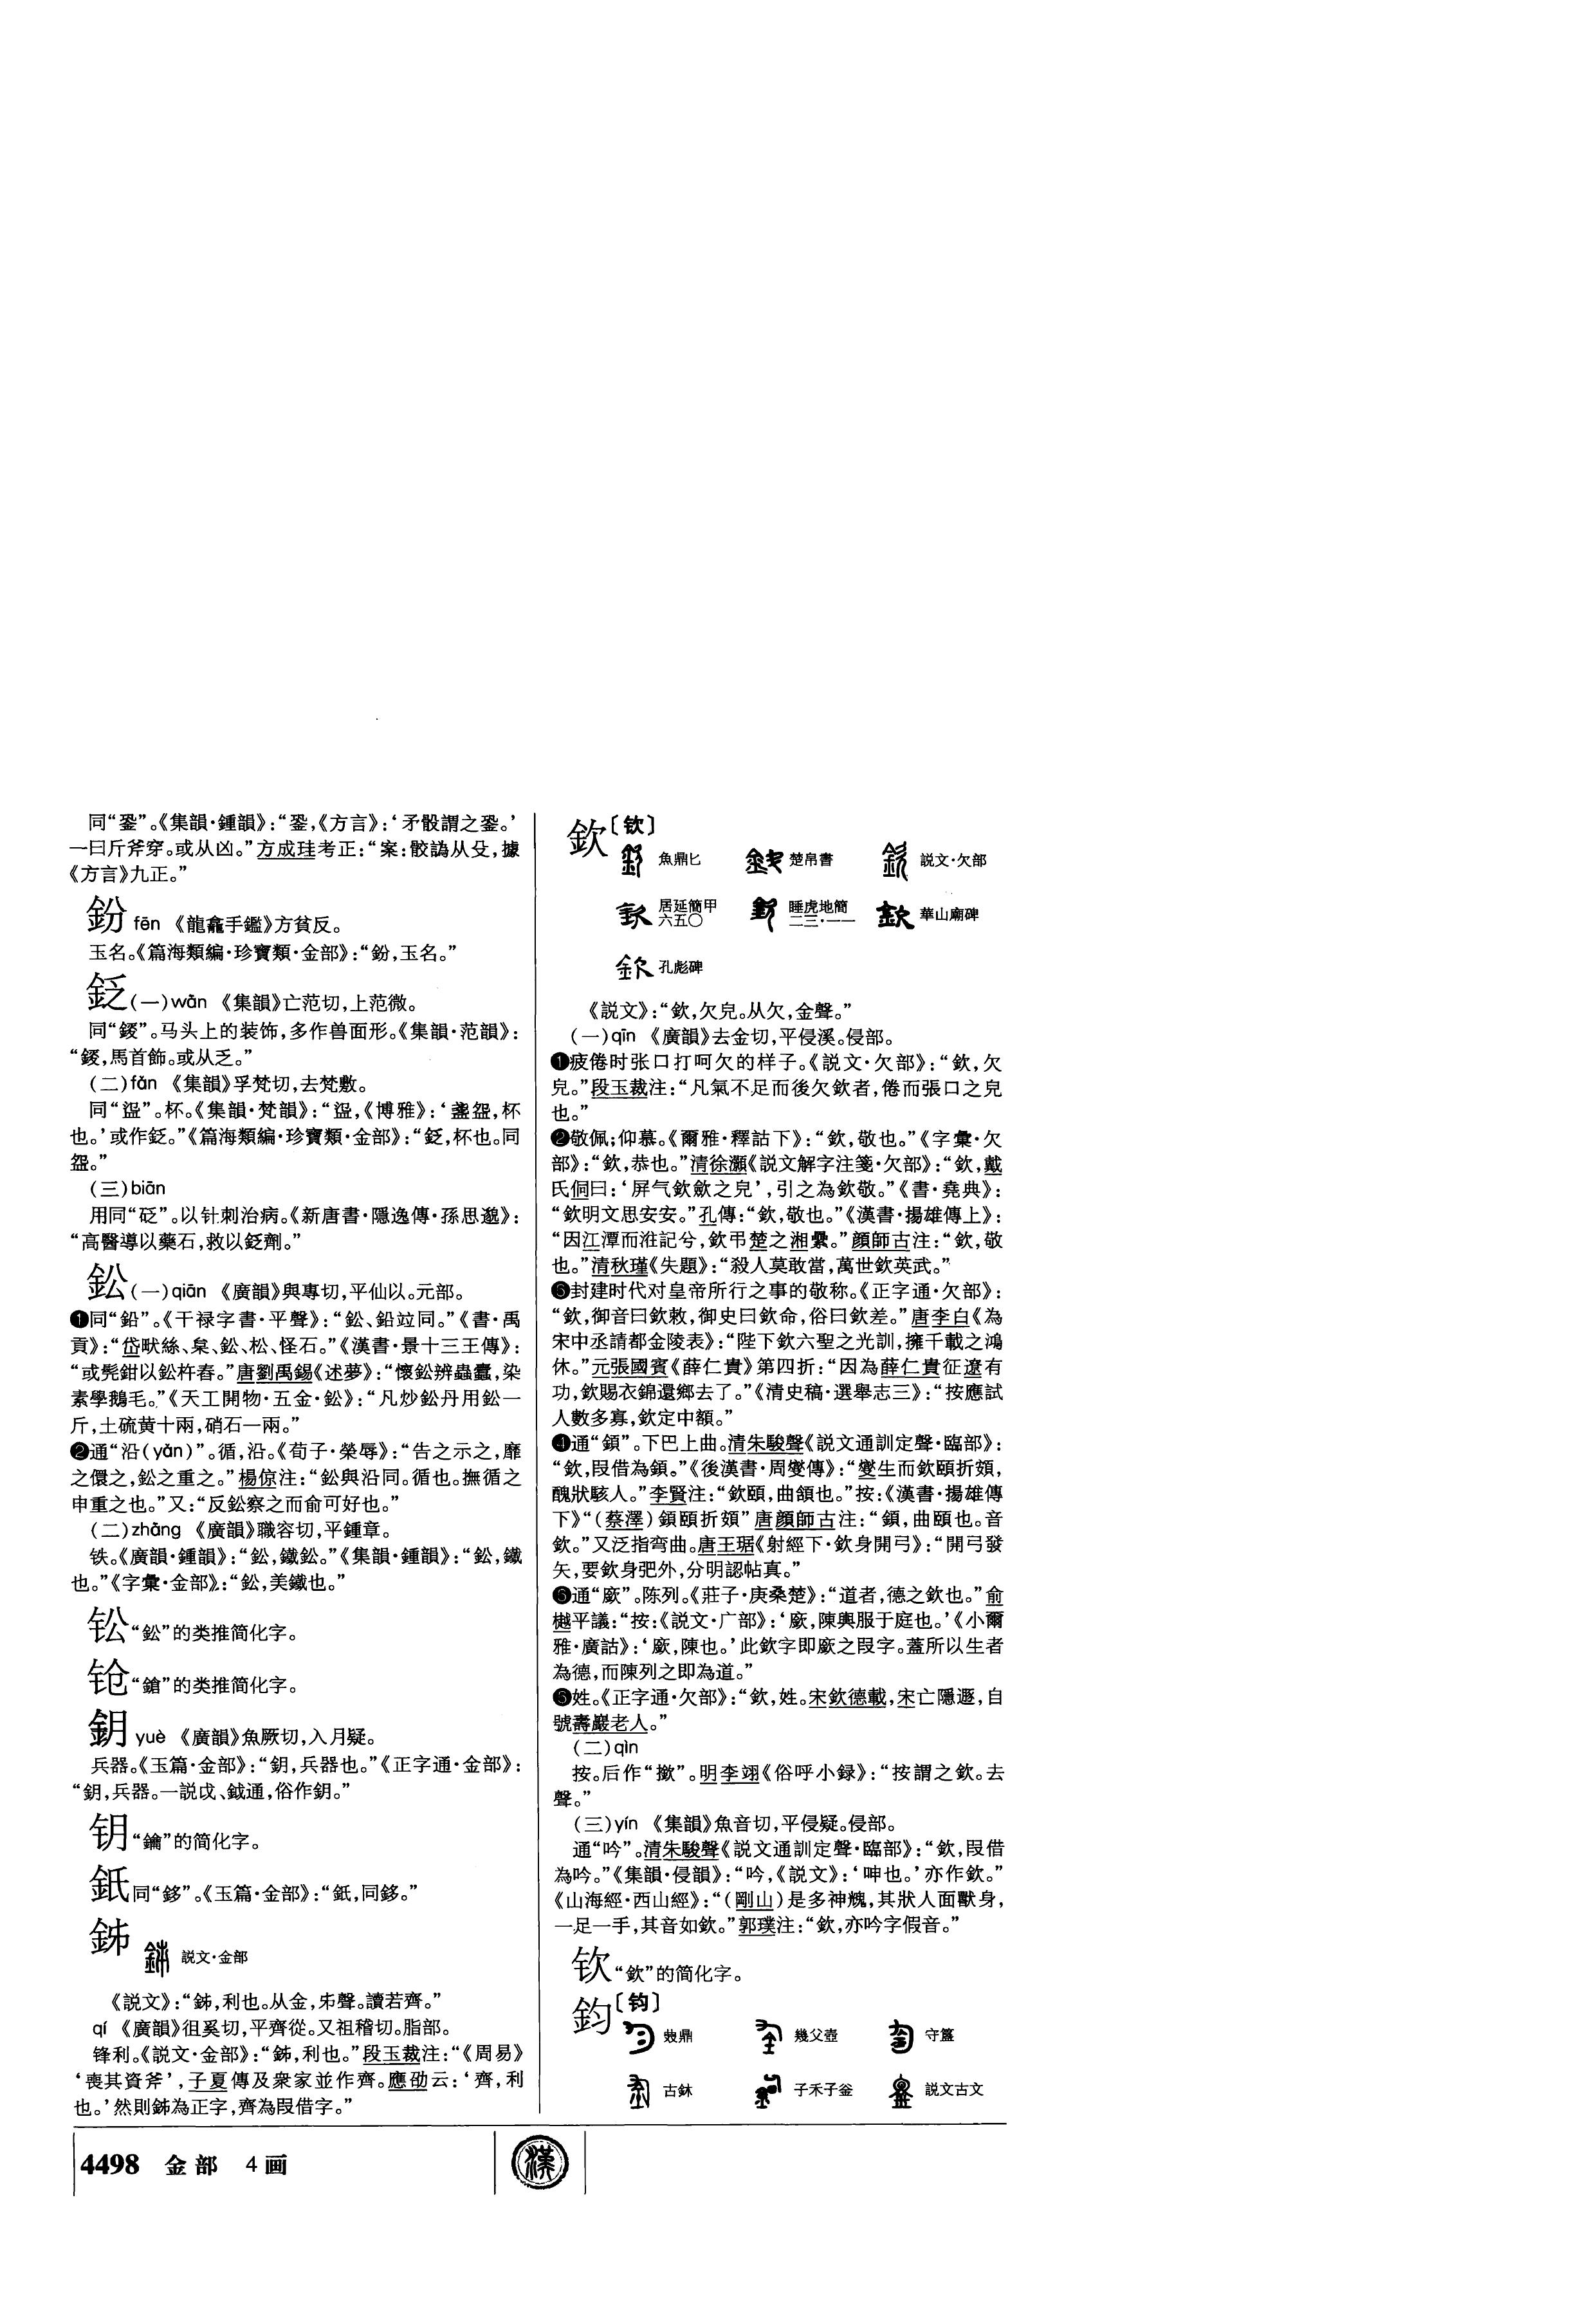 同“銎”。《集韻·鍾韻》：“銎，《方言》：‘矛骹謂之銎。’
一曰斤斧穿。或从凶。”方成珪考正：“案：骹譌从殳，據
《方言》九正。”
鈖 fēn 《龍龕手鑑》方貧反。
玉名。《篇海類編·珍寶類·金部》：“鈖，玉名。”
鉍(一)wǎn 《集韻》亡范切，上范微。
同“錽”。马头上的装饰，多作兽面形。《集韻·范韻》：
“錽，馬首飾。或从乏。”
(二)fǎn 《集韻》孚梵切，去梵敷。
同“㽹”。杯。《集韻·梵韻》：“㽹，《博雅》：‘盞㿼，杯
也。’或作鍅。”《篇海類編·珍寶類·金部》：“鍅，杯也。同
(三)biān
用同“砭”。以针刺治病。《新唐書·隱逸傳·孫思邈》：
“高醫導以藥石，救以鍅劑。”
鈆(一)qiān 《廣韻》與專切，平仙以。元部。
❶同“鉛”。《干禄字書·平聲》：“鈆、鉛竝同。”《書·禹
貢》：“岱畎絲、枲、鈆、松、怪石。”《漢書·景十三王傳》：
“或髡鉗以鈆杵舂。”唐劉禹錫《述夢》：“懷鈆辨蟲蠹，染
素學鵝毛。”《天工開物·五金·鈆》：“凡炒鈆丹用鈆一
斤，土硫黄十兩，硝石一兩。”
❷通“沿(yǎn)”。循，沿。《荀子·榮辱》：“告之示之，靡
之儇之，鈆之重之。”楊倞注：“鈆與沿同。循也。撫循之
申重之也。”又：“反鈆察之而俞可好也。”
(二)zhǎng 《廣韻》職容切，平鍾章。
铁。《廣韻·鍾韻》：“鈆，鐵鈆。”《集韻·鍾韻》：“鈆，鐵
也。”《字彙·金部》：“鈆，美鐵也。”
“鈆”的类推简化字。
“鎗”的类推简化字。
鈅 yuè 《廣韻》魚厥切，入月疑。
兵器。《玉篇·金部》：“鈅，兵器也。”《正字通·金部》：
“鈅，兵器。一説戉、鉞通，俗作鈅。”
钥“鑰”的简化字。
䤥同“鉹”。《玉篇·金部》：“䤥，同鉹。”
鈰
説文·金部
《説文》：“鈰，利也。从金，𠂔聲。讀若齊。”
qí 《廣韻》徂奚切，平齊從。又祖稽切。脂部。
锋利。《説文·金部》：“鈰，利也。”段玉裁注：“《周易》
‘喪其資斧’，子夏傳及衆家並作齊。應劭云：‘齊，利
也。’然則鈰為正字，齊為叚借字。”
4498 金部 4画
漢
欽〔钦〕
魚鼎匕 楚帛書 説文·欠部
居延簡甲六五〇 睡虎地簡二三·一一 華山廟碑
孔彪碑
《説文》：“欽，欠皃。从欠，金聲。”
(一)qīn 《廣韻》去金切，平侵溪。侵部。
❶疲倦时张口打呵欠的样子。《説文·欠部》：“欽，欠
皃。”段玉裁注：“凡氣不足而後欠欽者，倦而張口之皃
也。”
❷敬佩；仰慕。《爾雅·釋詁下》：“欽，敬也。”《字彙·欠
部》：“欽，恭也。”清徐灝《説文解字注箋·欠部》：“欽，戴
氏侗曰：‘屏气欽歛之皃’，引之為欽敬。”《書·堯典》：
“欽明文思安安。”孔傳：“欽，敬也。”《漢書·揚雄傳上》：
“因江潭而淮記兮，欽弔楚之湘纍。”顔師古注：“欽，敬
也。”清秋瑾《失題》：“殺人莫敢當，萬世欽英武。”
❸封建时代对皇帝所行之事的敬称。《正字通·欠部》：
“欽，御音曰欽敕，御史曰欽命，俗曰欽差。”唐李白《為
宋中丞請都金陵表》：“陛下欽六聖之光訓，擁千載之鴻
休。”元張國賓《薛仁貴》第四折：“因為薛仁貴征遼有
功，欽賜衣錦還鄉去了。”《清史稿·選舉志三》：“按應試
人數多寡，欽定中額。”
❹通“顉”。下巴上曲。清朱駿聲《説文通訓定聲·臨部》：
“欽，叚借為顉。”《後漢書·周燮傳》：“燮生而欽頤折頞，
醜狀駭人。”李賢注：“欽頤，曲頷也。”按：《漢書·揚雄傳
下》“(蔡澤)顉頤折頞”唐顔師古注：“顉，曲頤也。音
欽。”又泛指弯曲。唐王琚《射經下·欽身開弓》：“開弓發
矢，要欽身弝外，分明認帖真。”
❺通“廞”。陈列。《莊子·庚桑楚》：“道者，德之欽也。”俞
樾平議：“按：《説文·广部》：‘廞，陳輿服于庭也。’《小爾
雅·廣詁》：‘廞，陳也。’此欽字即廞之叚字。蓋所以生者
為德，而陳列之即為道。”
❻姓。《正字通·欠部》：“欽，姓。宋欽德載，宋亡隱遯，自
號壽巖老人。”
(二)qìn
按。后作“撳”。明李翊《俗呼小録》：“按謂之欽。去
聲。”
(三)yín 《集韻》魚音切，平侵疑。侵部。
通“吟”。清朱駿聲《説文通訓定聲·臨部》：“欽，叚借
為吟。”《集韻·侵韻》：“吟，《説文》：‘呻也。’亦作欽。”
《山海經·西山經》：“(剛山)是多神𩳁，其狀人面獸身，
一足一手，其音如欽。”郭璞注：“欽，亦吟字假音。”
钦“欽”的简化字。
鈞〔钧〕
鼎 幾父壺 守簋
古鉢 子禾子釜 説文古文